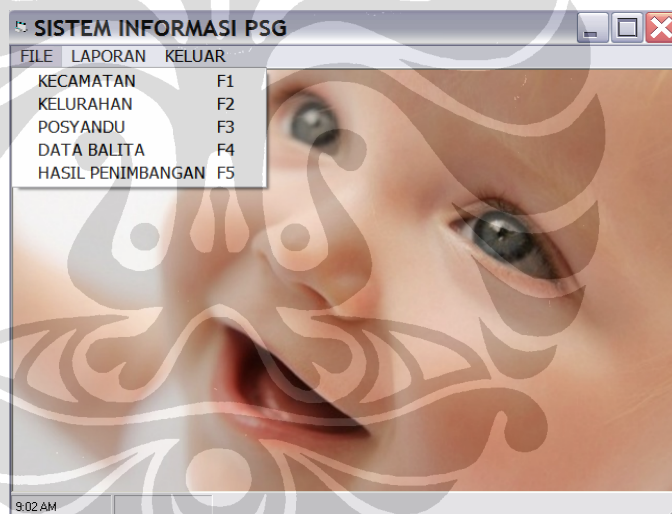 SISTEM INFORMASI PSG
FILE LAPORAN KELUAR
KECAMATAN F1
KELURAHAN F2
POSYANDU F3
DATA BALITA F4
HASIL PENIMBANGAN F5
9:02 AM